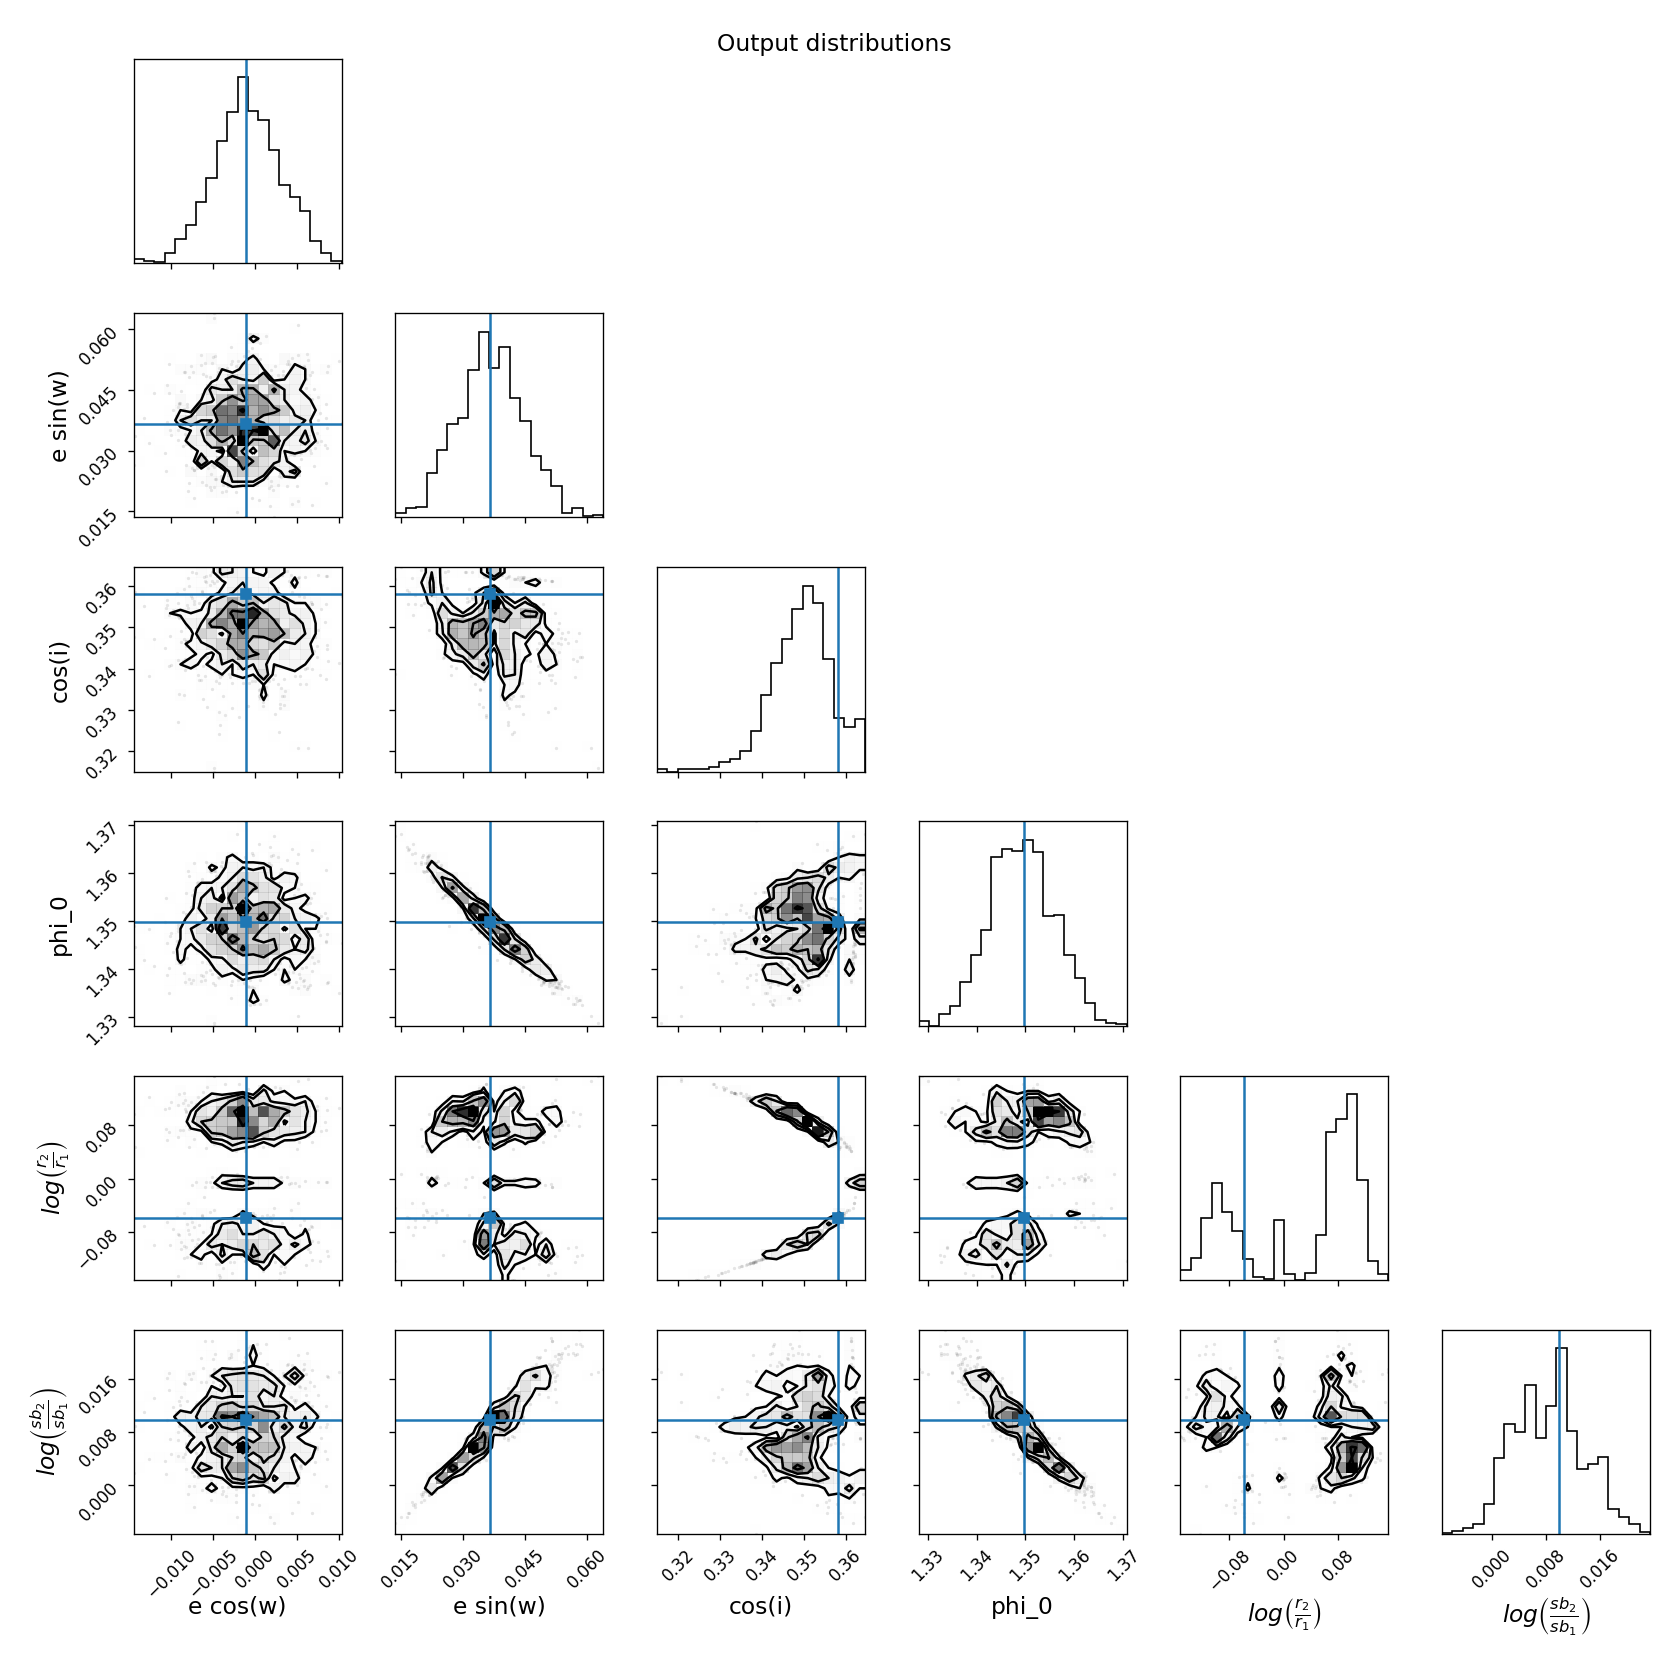 Output distributions
e sin(w)
0.060
0.045
0.030
0.015
cos(i)
0.36
0.35
0.34
0.33
0.32
phi_0
1.37
1.36
1.35
1.34
1.33
log(r₂/r₁)
0.08
0.00
−0.08
log(sb₂/sb₁)
0.016
0.008
0.000
−0.010 −0.005 0.000 0.005 0.010
e cos(w)
0.015 0.030 0.045 0.060
e sin(w)
0.32 0.33 0.34 0.35 0.36
cos(i)
1.33 1.34 1.35 1.36 1.37
phi_0
−0.08 0.00 0.08
log(r₂/r₁)
0.000 0.008 0.016
log(sb₂/sb₁)